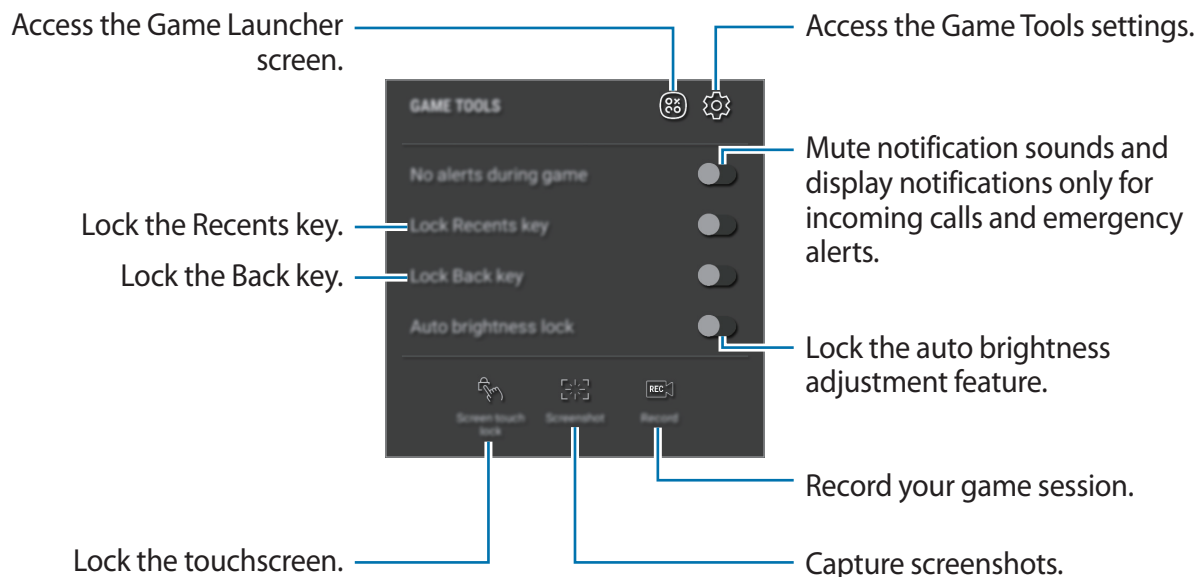 Access the Game Launcher
screen.
Access the Game Tools settings.
GAME TOOLS
No alerts during game
Mute notification sounds and
display notifications only for
incoming calls and emergency
alerts.
Lock the Recents key.
Lock Recents key
Lock the Back key.
Lock Back key
Auto brightness lock
Lock the auto brightness
adjustment feature.
REC
Screen touch
lock
Screenshot
Record
Record your game session.
Lock the touchscreen.
Capture screenshots.